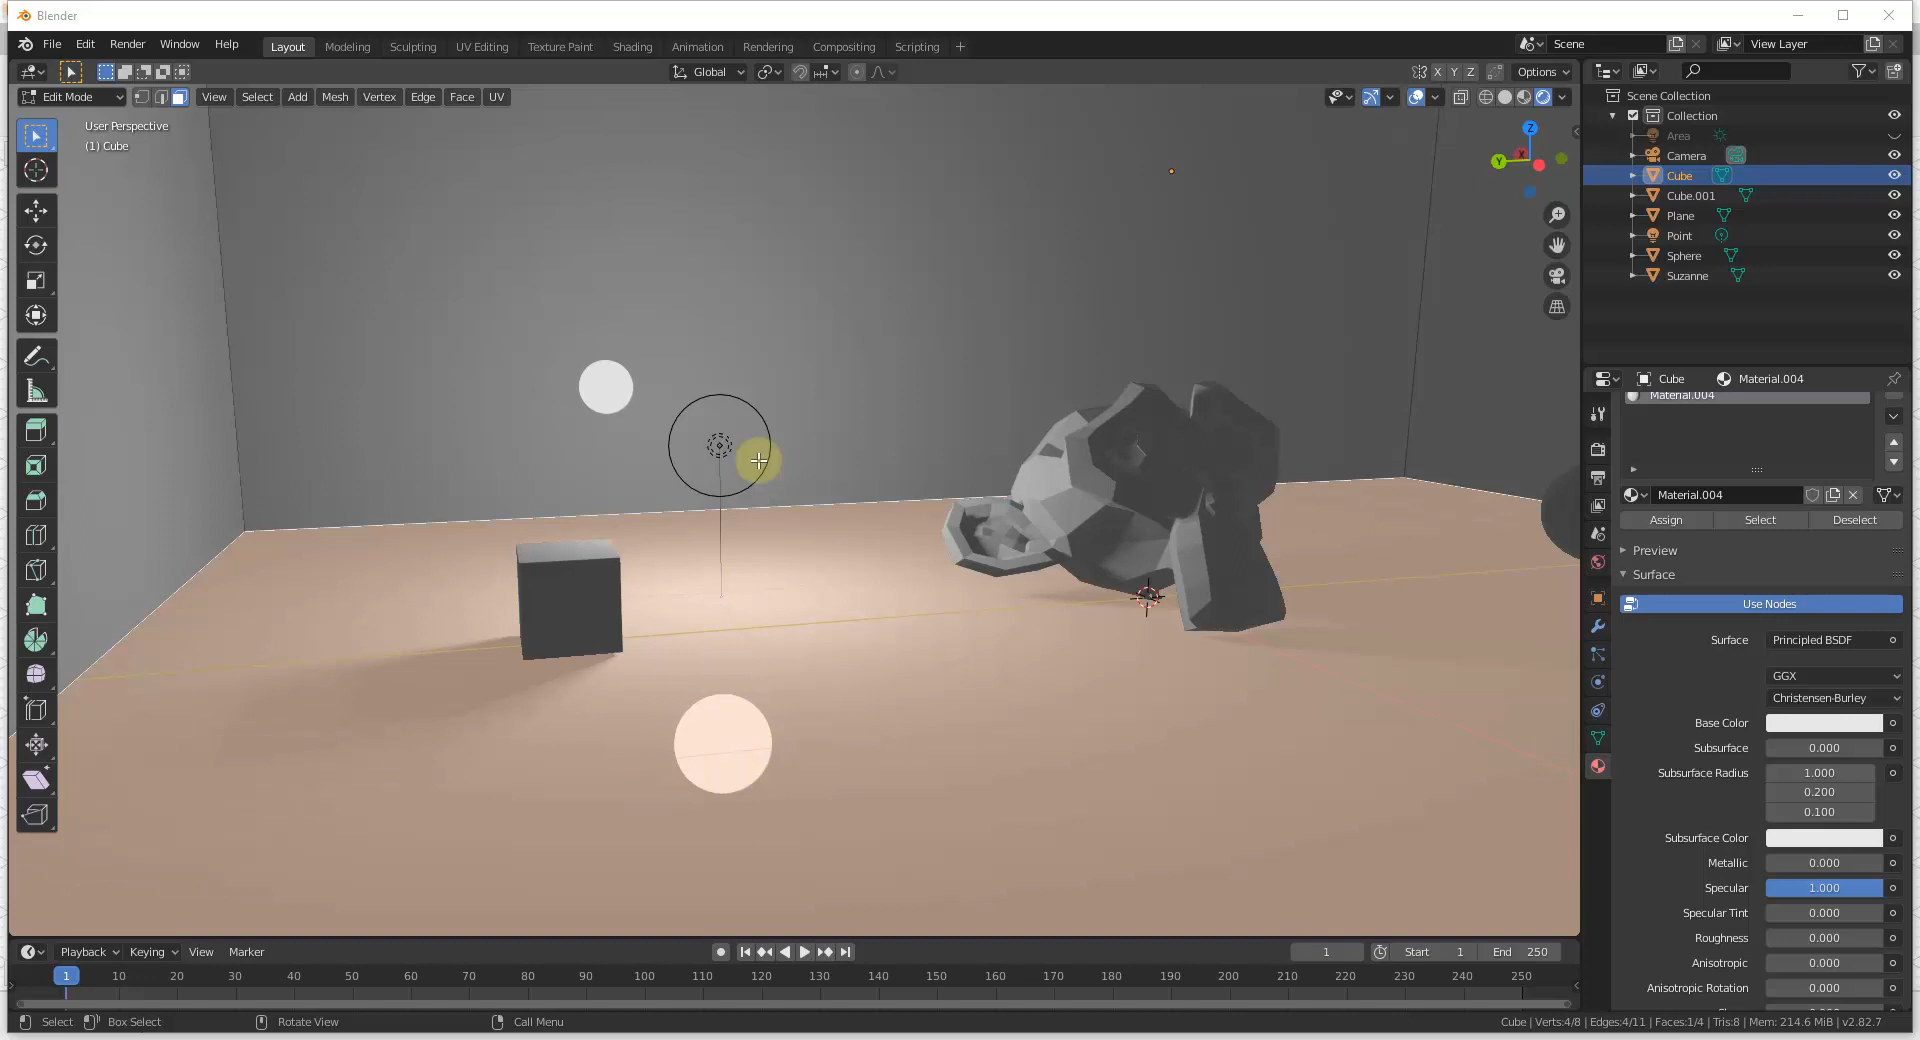 Blender
File Edit Render Window Help Layout Modeling Sculpting UV Editing Texture Paint Shading Animation Rendering Compositing Scripting + Scene View Layer
Global X Y Z Options
Edit Mode View Select Add Mesh Vertex Edge Face UV
User Perspective
(1) Cube
Z
Y
X
Scene Collection
Collection
Area
Camera
Cube
Cube.001
Plane
Point
Sphere
Suzanne
Cube Material.004
Material.004
Material.004
Assign Select Deselect
Preview
Surface
Use Nodes
Surface Principled BSDF
GGX
Christensen-Burley
Base Color
Subsurface 0.000
Subsurface Radius 1.000
0.200
0.100
Subsurface Color
Metallic 0.000
Specular 1.000
Specular Tint 0.000
Roughness 0.000
Anisotropic 0.000
Anisotropic Rotation 0.000
Playback Keying View Marker 1 Start 1 End 250
1 10 20 30 40 50 60 70 80 90 100 110 120 130 140 150 160 170 180 190 200 210 220 230 240 250
Select Box Select Rotate View Call Menu Cube | Verts:4/8 | Edges:4/11 | Faces:1/4 | Tris:8 | Mem: 214.6 MiB | v2.82.7